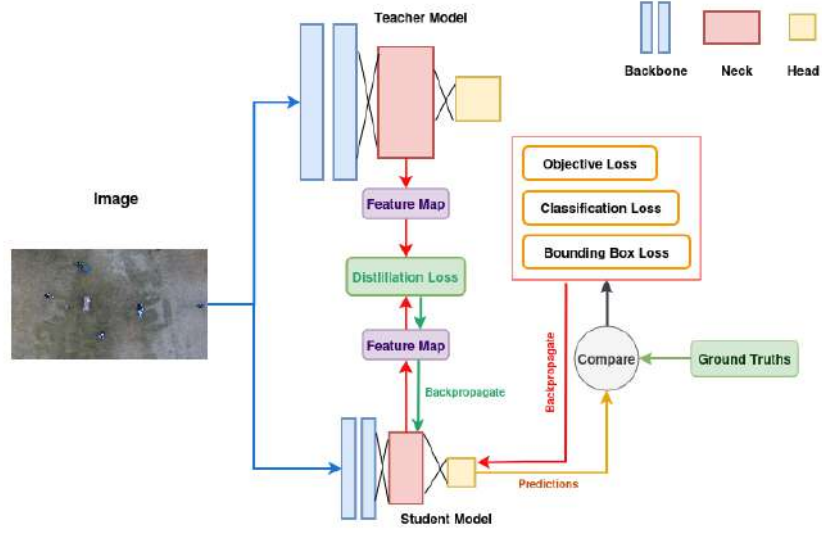 Teacher Model
Backbone
Neck
Head
Image
Feature Map
Distlillation Loss
Feature Map
Backpropagate
Student Model
Objective Loss
Classification Loss
Bounding Box Loss
Backpropagate
Compare
Ground Truths
Predictions